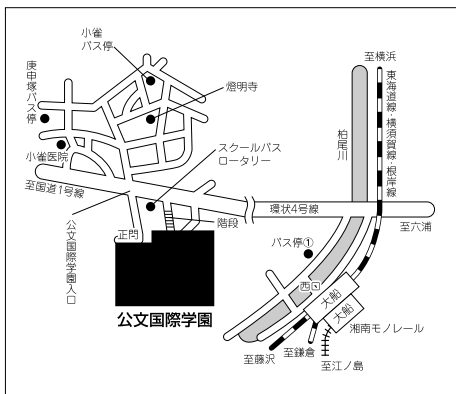 小雀
バス停
庚申塚バス停
燈明寺
小雀医院
スクールバス
ロータリー
至国道1号線
公文国際学園入口
正門
階段
公文国際学園
環状4号線
至横浜
東海道線・横須賀線・根岸線
柏尾川
至六浦
バス停①
西口
大船
大船
湘南モノレール
至藤沢
至鎌倉
至江ノ島